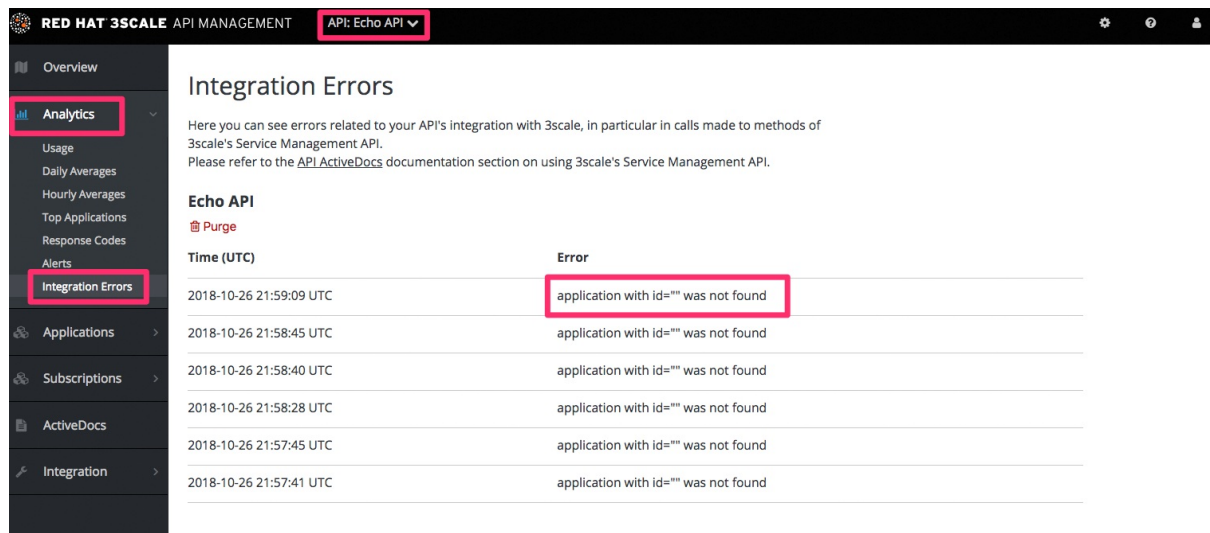 RED HAT 3SCALE API MANAGEMENT
API: Echo API
Overview
Analytics
Usage
Daily Averages
Hourly Averages
Top Applications
Response Codes
Alerts
Integration Errors
Applications
Subscriptions
ActiveDocs
Integration
Integration Errors
Here you can see errors related to your API's integration with 3scale, in particular in calls made to methods of
3scale's Service Management API.
Please refer to the API ActiveDocs documentation section on using 3scale's Service Management API.
Echo API
Purge
Time (UTC) Error
2018-10-26 21:59:09 UTC application with id="" was not found
2018-10-26 21:58:45 UTC application with id="" was not found
2018-10-26 21:58:40 UTC application with id="" was not found
2018-10-26 21:58:28 UTC application with id="" was not found
2018-10-26 21:57:45 UTC application with id="" was not found
2018-10-26 21:57:41 UTC application with id="" was not found